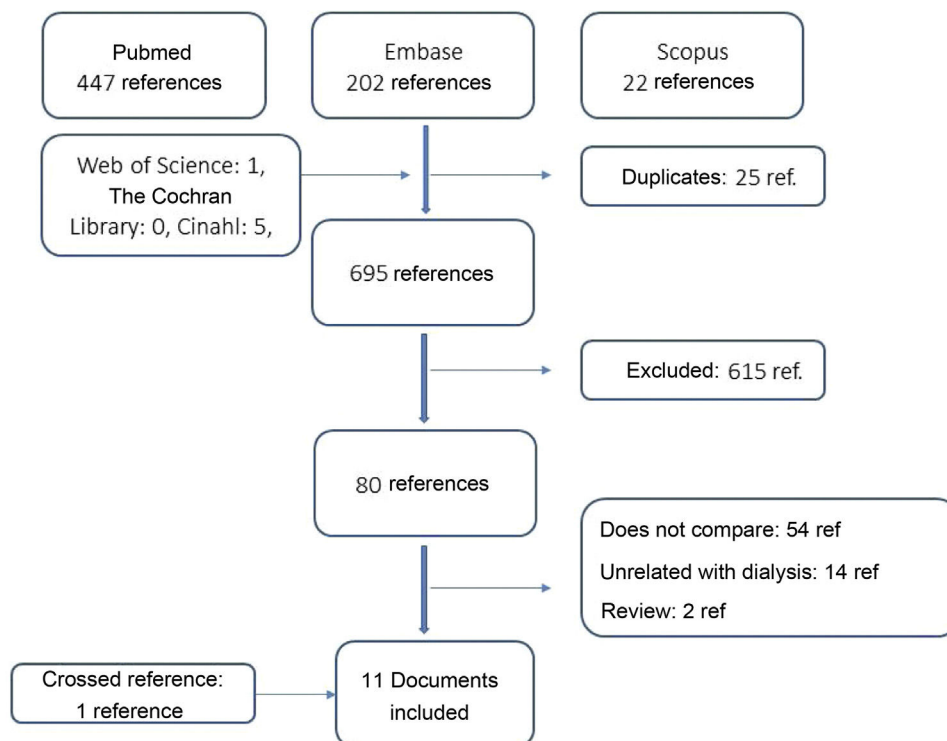 Pubmed
447 references
Embase
202 references
Scopus
22 references
Web of Science: 1,
The Cochran
Library: 0, Cinahl: 5,
Duplicates: 25 ref.
695 references
Excluded: 615 ref.
80 references
Does not compare: 54 ref
Unrelated with dialysis: 14 ref
Review: 2 ref
Crossed reference:
1 reference
11 Documents
included